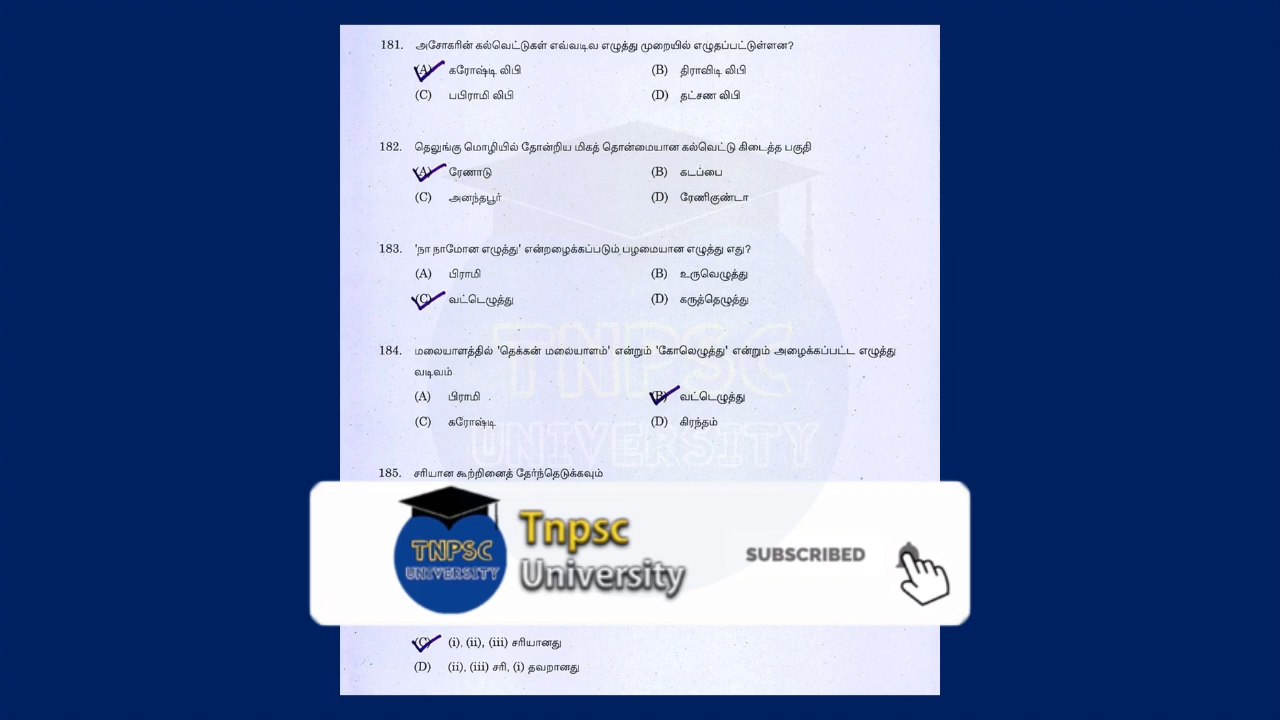 181. அசோகரின் கல்வெட்டுகள் எவ்வடிவ எழுத்து முறையில் எழுதப்பட்டுள்ளன?
(A) கரோஷ்டி லிபி (B) திராவிடி லிபி
(C) பபிராமி லிபி (D) தட்சண லிபி
182. தெலுங்கு மொழியில் தோன்றிய மிகத் தொன்மையான கல்வெட்டு கிடைத்த பகுதி
(A) ரேணாடு (B) கடப்பை
(C) அனந்தபூர் (D) ரேணிகுண்டா
183. 'நா நாமோன எழுத்து' என்றழைக்கப்படும் பழமையான எழுத்து எது?
(A) பிராமி (B) உருவெழுத்து
(C) வட்டெழுத்து (D) கருத்தெழுத்து
184. மலையாளத்தில் 'தெக்கன் மலையாளம்' என்றும் 'கோலெழுத்து' என்றும் அழைக்கப்பட்ட எழுத்து
வடிவம்
(A) பிராமி (B) வட்டெழுத்து
(C) கரோஷ்டி (D) கிரந்தம்
TNPSC
UNIVERSITY
185. சரியான கூற்றினைத் தேர்ந்தெடுக்கவும்
TNPSC
UNIVERSITY
Tnpsc
University
SUBSCRIBED
(C) (i). (ii), (iii) சரியானது
(D) (ii), (iii) சரி, (i) தவறானது